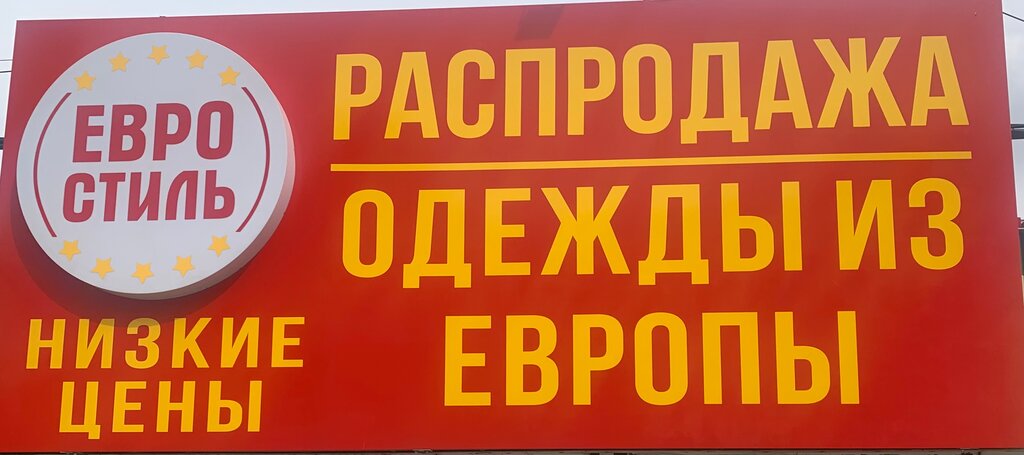 ЕВРО
СТИЛЬ
НИЗКИЕ
ЦЕНЫ
РАСПРОДАЖА
ОДЕЖДЫ ИЗ
ЕВРОПЫ